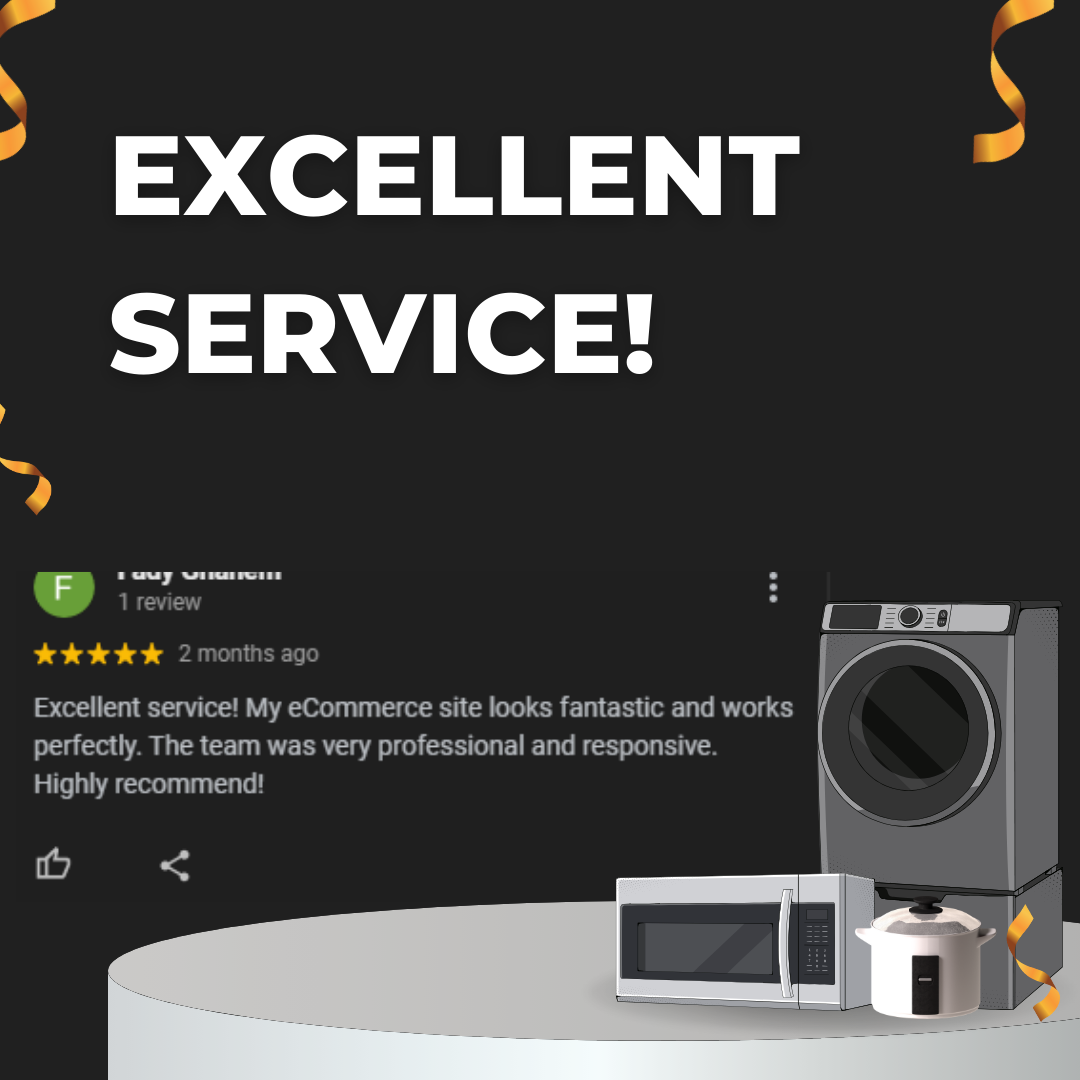 EXCELLENT
SERVICE!
F
1 review
2 months ago
Excellent service! My eCommerce site looks fantastic and works
perfectly. The team was very professional and responsive.
Highly recommend!